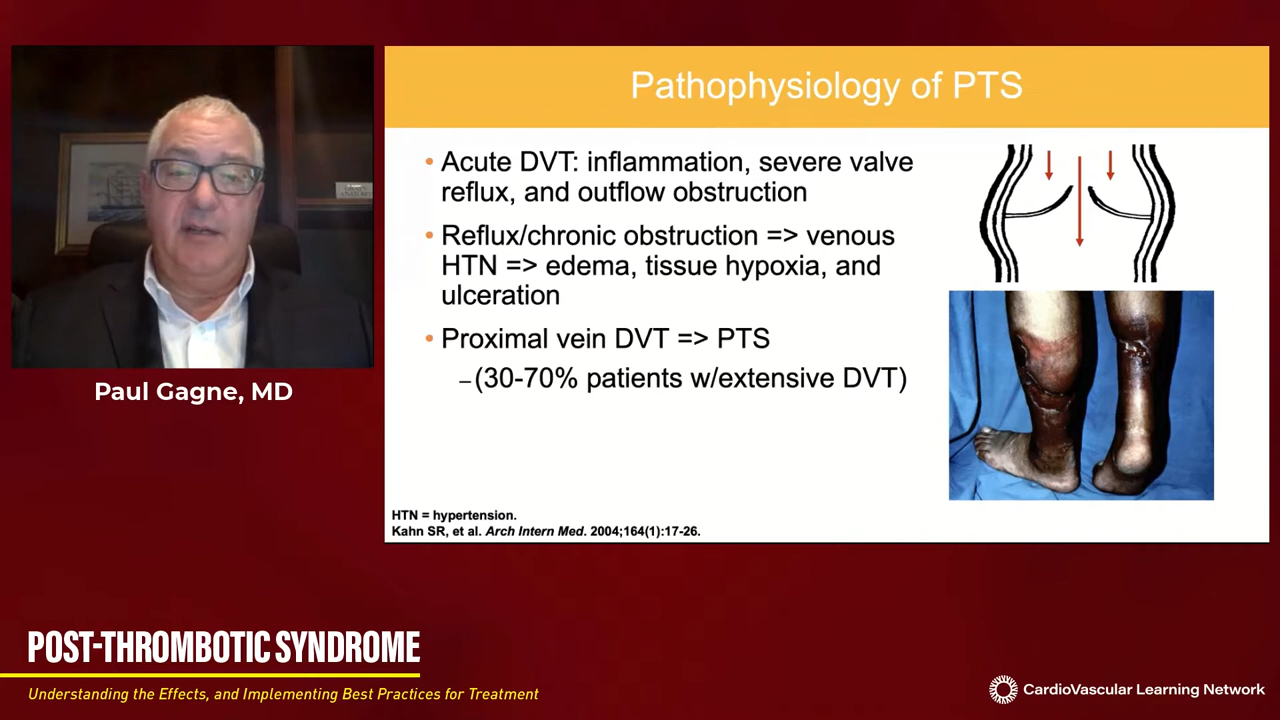 Pathophysiology of PTS
• Acute DVT: inflammation, severe valve
reflux, and outflow obstruction
• Reflux/chronic obstruction => venous
HTN => edema, tissue hypoxia, and
ulceration
• Proximal vein DVT => PTS
–(30-70% patients w/extensive DVT)
HTN = hypertension.
Kahn SR, et al. Arch Intern Med. 2004;164(1):17-26.
Paul Gagne, MD
POST-THROMBOTIC SYNDROME
Understanding the Effects, and Implementing Best Practices for Treatment
CardioVascular Learning Network